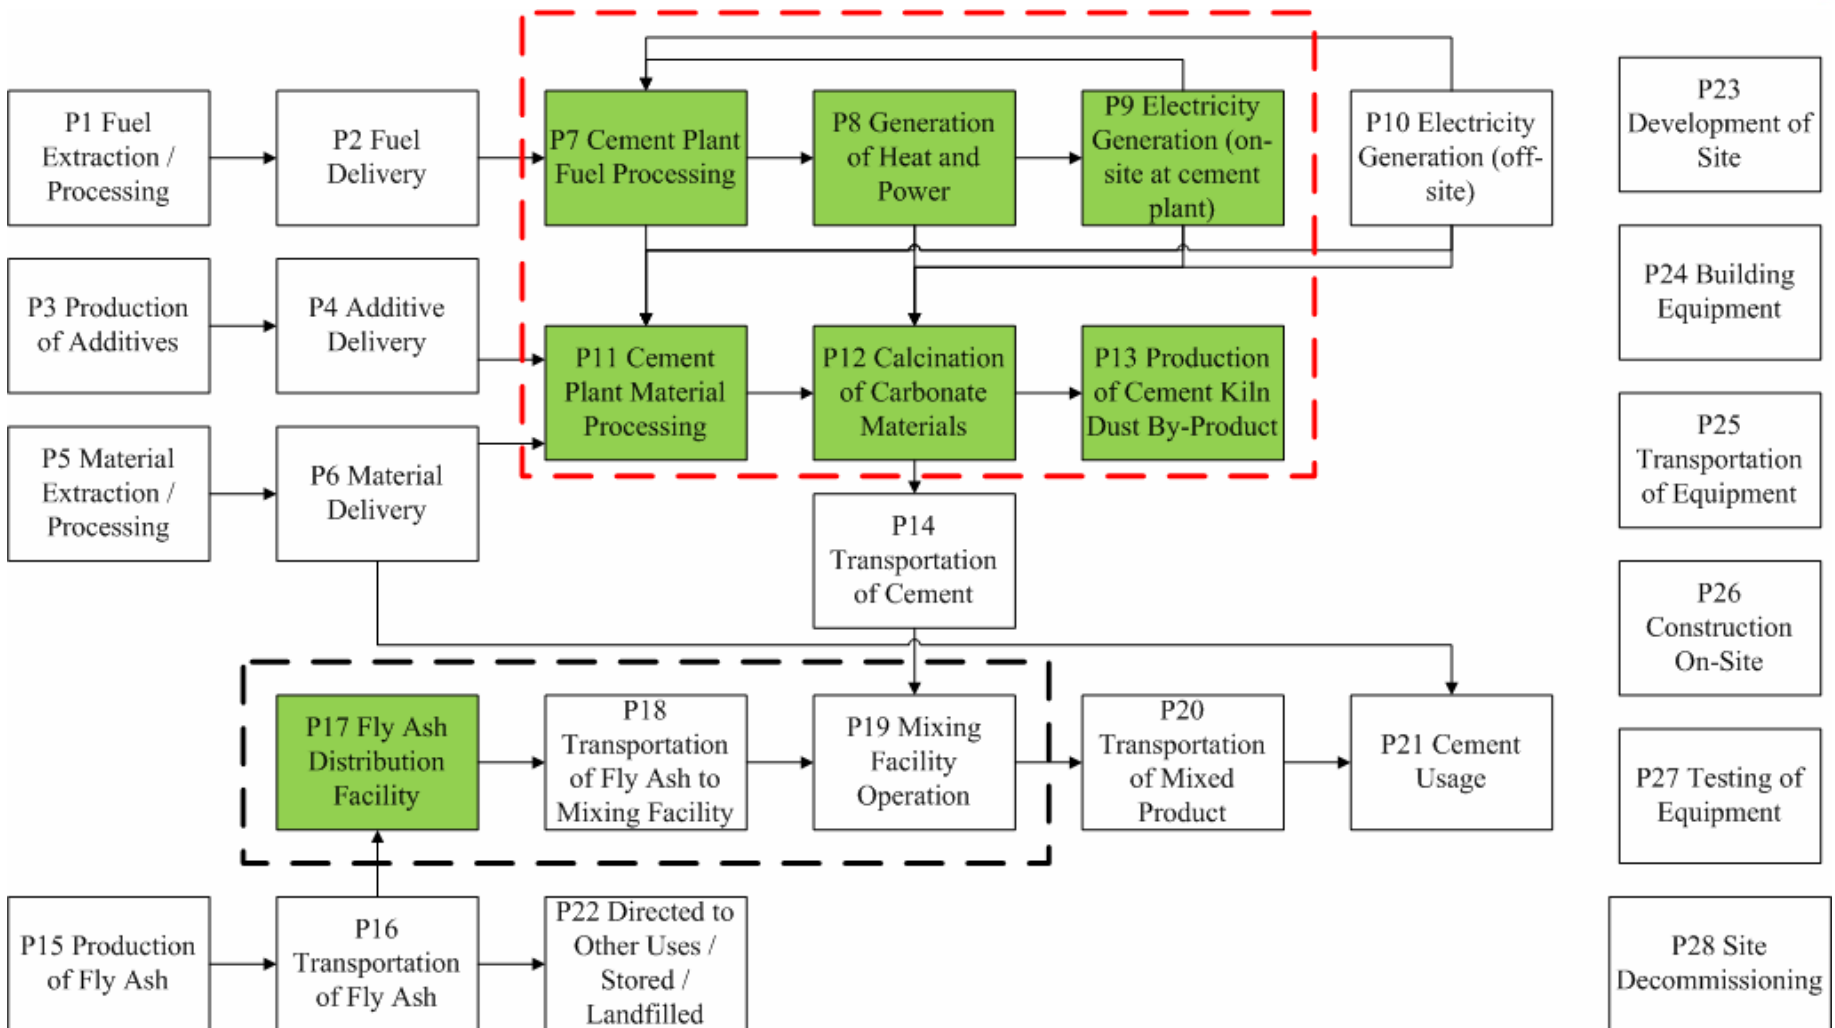 P1 Fuel
Extraction /
Processing
P2 Fuel
Delivery
P7 Cement Plant
Fuel Processing
P8 Generation
of Heat and
Power
P9 Electricity
Generation (on-
site at cement
plant)
P10 Electricity
Generation (off-
site)
P23
Development of
Site
P3 Production
of Additives
P4 Additive
Delivery
P24 Building
Equipment
P11 Cement
Plant Material
Processing
P12 Calcination
of Carbonate
Materials
P13 Production
of Cement Kiln
Dust By-Product
P5 Material
Extraction /
Processing
P6 Material
Delivery
P25
Transportation
of Equipment
P14
Transportation
of Cement
P26
Construction
On-Site
P17 Fly Ash
Distribution
Facility
P18
Transportation
of Fly Ash to
Mixing Facility
P19 Mixing
Facility
Operation
P20
Transportation
of Mixed
Product
P21 Cement
Usage
P27 Testing of
Equipment
P15 Production
of Fly Ash
P16
Transportation
of Fly Ash
P22 Directed to
Other Uses /
Stored /
Landfilled
P28 Site
Decommissioning